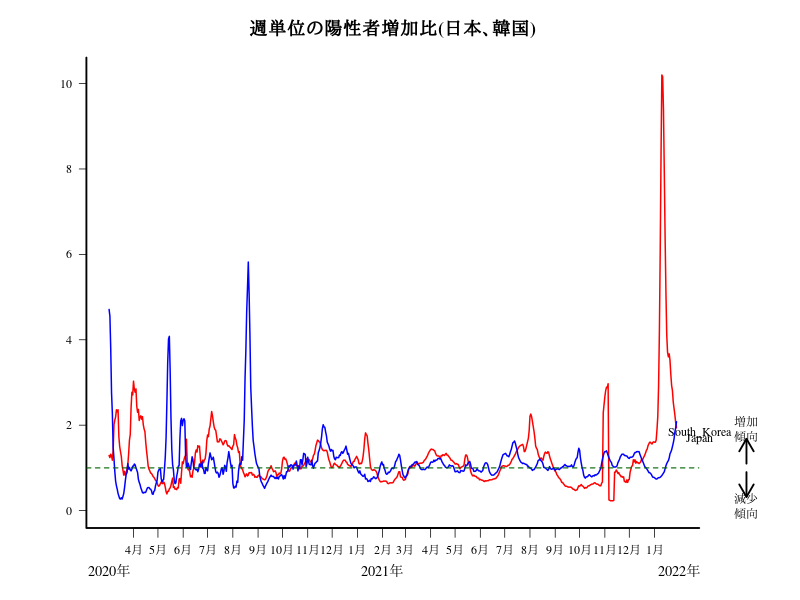 週単位の陽性者増加比(日本、韓国)
10
8
6
4
2
0
South_Korea
Japan
増加
傾向
減少
傾向
4月 5月 6月 7月 8月 9月 10月 11月 12月 1月 2月 3月 4月 5月 6月 7月 8月 9月 10月 11月 12月 1月
2020年 2021年 2022年